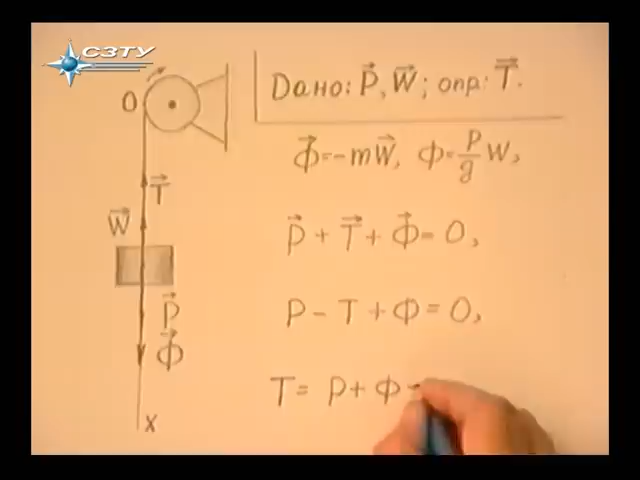 СЗТУ
Дано: P⃗, W⃗; опр: T⃗.
Φ⃗=-mW⃗, Φ=P/g W,
P⃗ + T⃗ + Φ⃗ = 0,
P - T + Φ = 0,
T = P + Φ
O
T⃗
W⃗
P⃗
Φ⃗
x